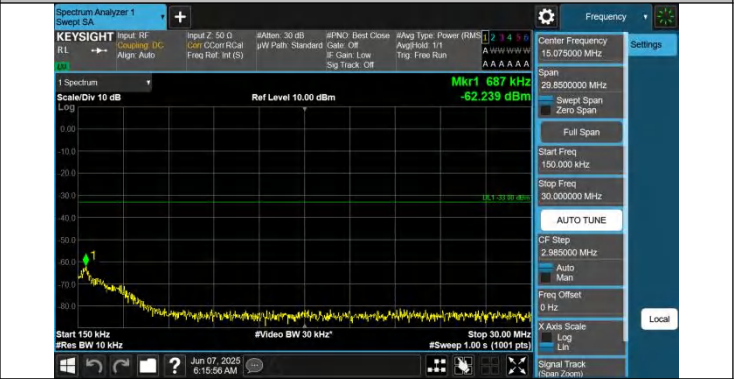 Spectrum Analyzer 1
Swept SA
+
Frequency
KEYSIGHT
RL
Input: RF
Coupling: DC
Align: Auto
Input Z: 50 Ω
Corr CCorr RCal
Freq Ref: Int (S)
#Atten: 30 dB
µW Path: Standard
#PNO: Best Close
Gate: Off
IF Gain: Low
Sig Track: Off
#Avg Type: Power (RMS
Avg|Hold: 1/1
Trig: Free Run
1 2 3 4 5 6
A W W W W W
A A A A A A
1 Spectrum
Scale/Div 10 dB
Log
Ref Level 10.00 dBm
Mkr1 687 kHz
-62.239 dBm
0.00
-10.0
-20.0
-30.0
-40.0
-50.0
-60.0
-70.0
-80.0
DL1 -33.00 dBm
1
Start 150 kHz
#Res BW 10 kHz
#Video BW 30 kHz*
Stop 30.00 MHz
#Sweep 1.00 s (1001 pts)
Jun 07, 2025
6:15:56 AM
?
Center Frequency
15.075000 MHz
Settings
Span
29.8500000 MHz
Swept Span
Zero Span
Full Span
Start Freq
150.000 kHz
Stop Freq
30.000000 MHz
AUTO TUNE
CF Step
2.985000 MHz
Auto
Man
Freq Offset
0 Hz
X Axis Scale
Log
Lin
Local
Signal Track
(Span Zoom)